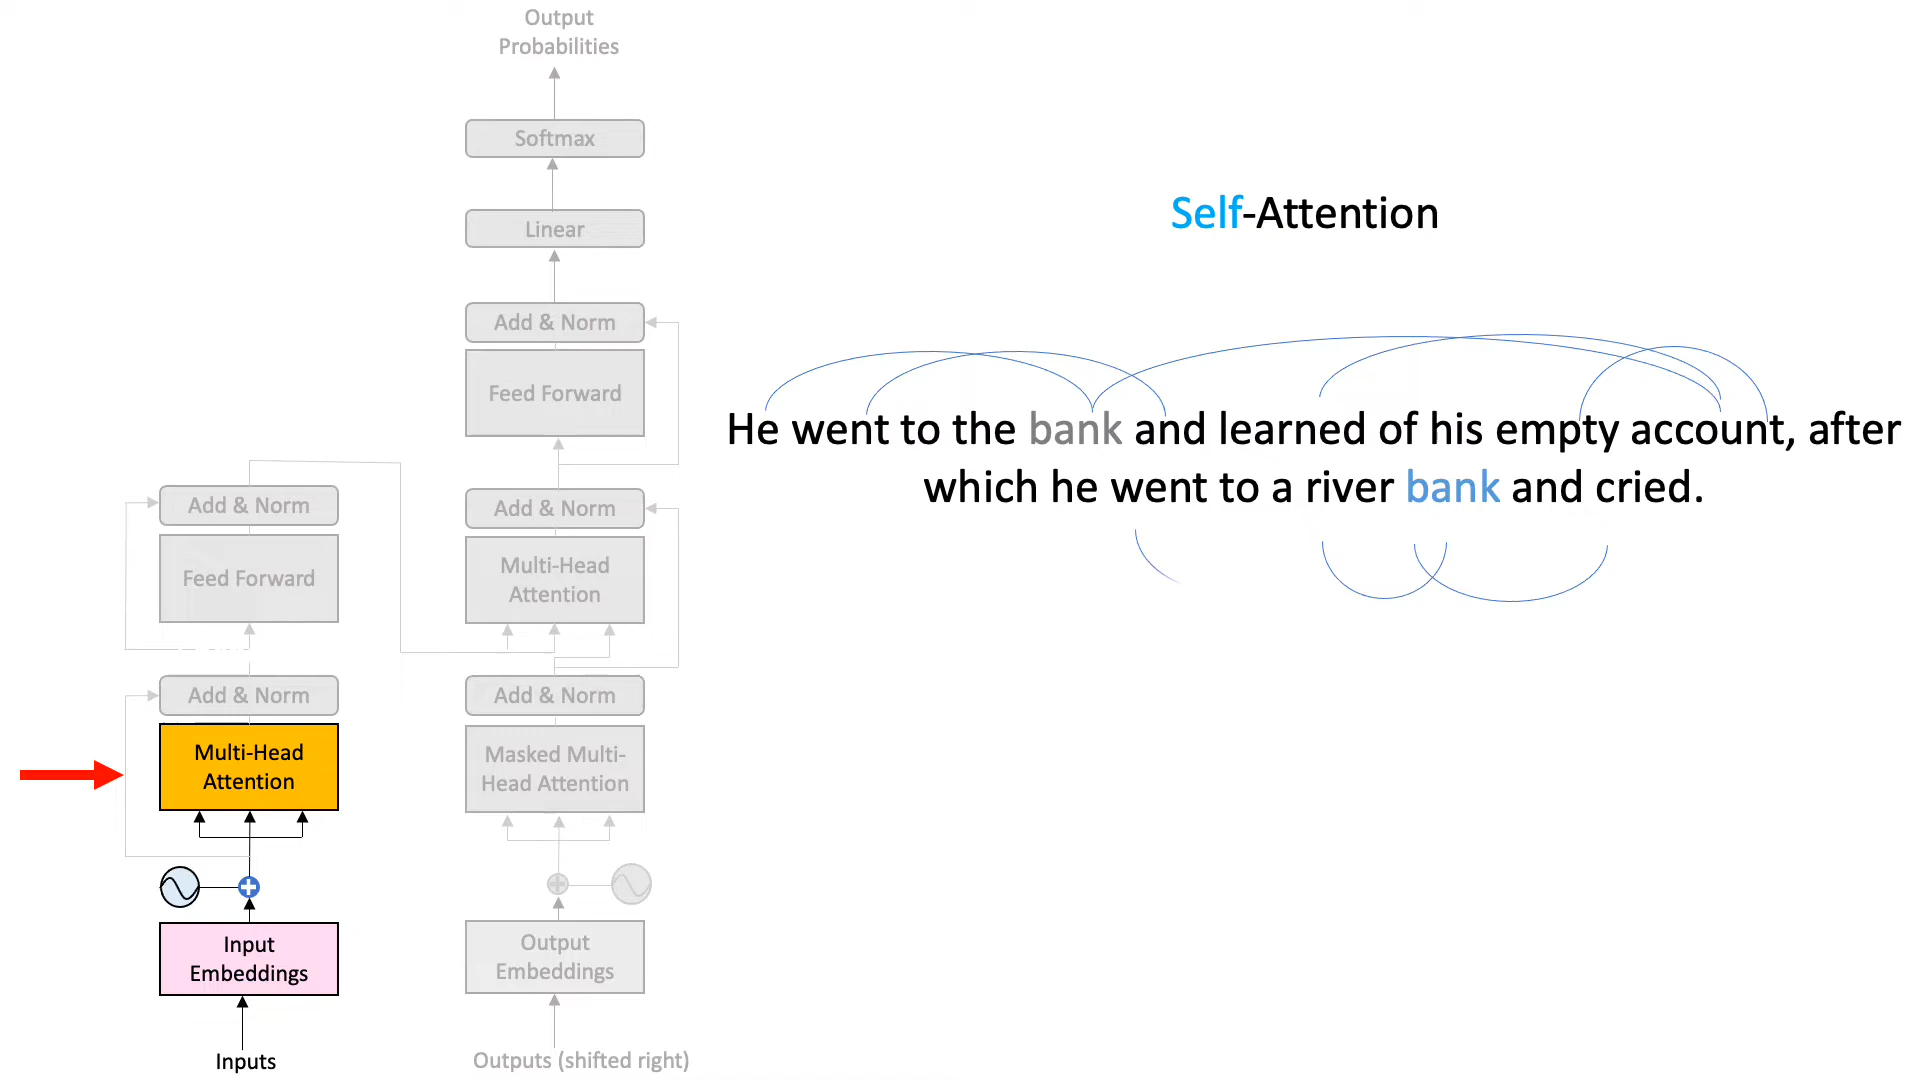 Output
Probabilities
Softmax
Linear
Add & Norm
Feed Forward
Add & Norm
Multi-Head
Attention
Add & Norm
Masked Multi-
Head Attention
Output
Embeddings
Outputs (shifted right)
Add & Norm
Feed Forward
Add & Norm
Multi-Head
Attention
Input
Embeddings
Inputs
Self-Attention
He went to the bank and learned of his empty account, after
which he went to a river bank and cried.